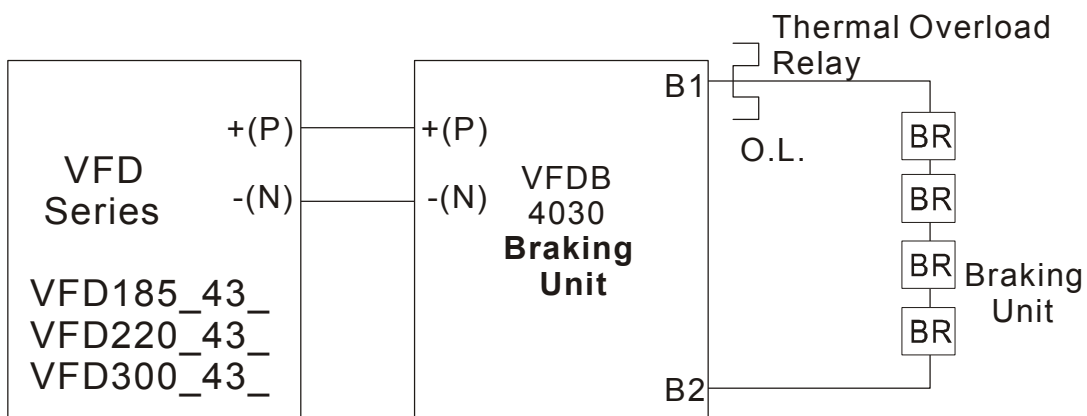 VFD
Series
+(P)
-(N)
VFD185_43_
VFD220_43_
VFD300_43_
+(P)
-(N)
VFDB
4030
Braking
Unit
B1
B2
Thermal Overload
Relay
O.L.
BR
BR
BR
BR
Braking
Unit